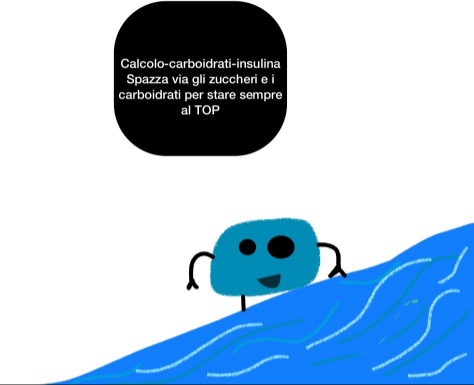 Calcolo-carboidrati-insulina
Spazza via gli zuccheri e i
carboidrati per stare sempre
al TOP